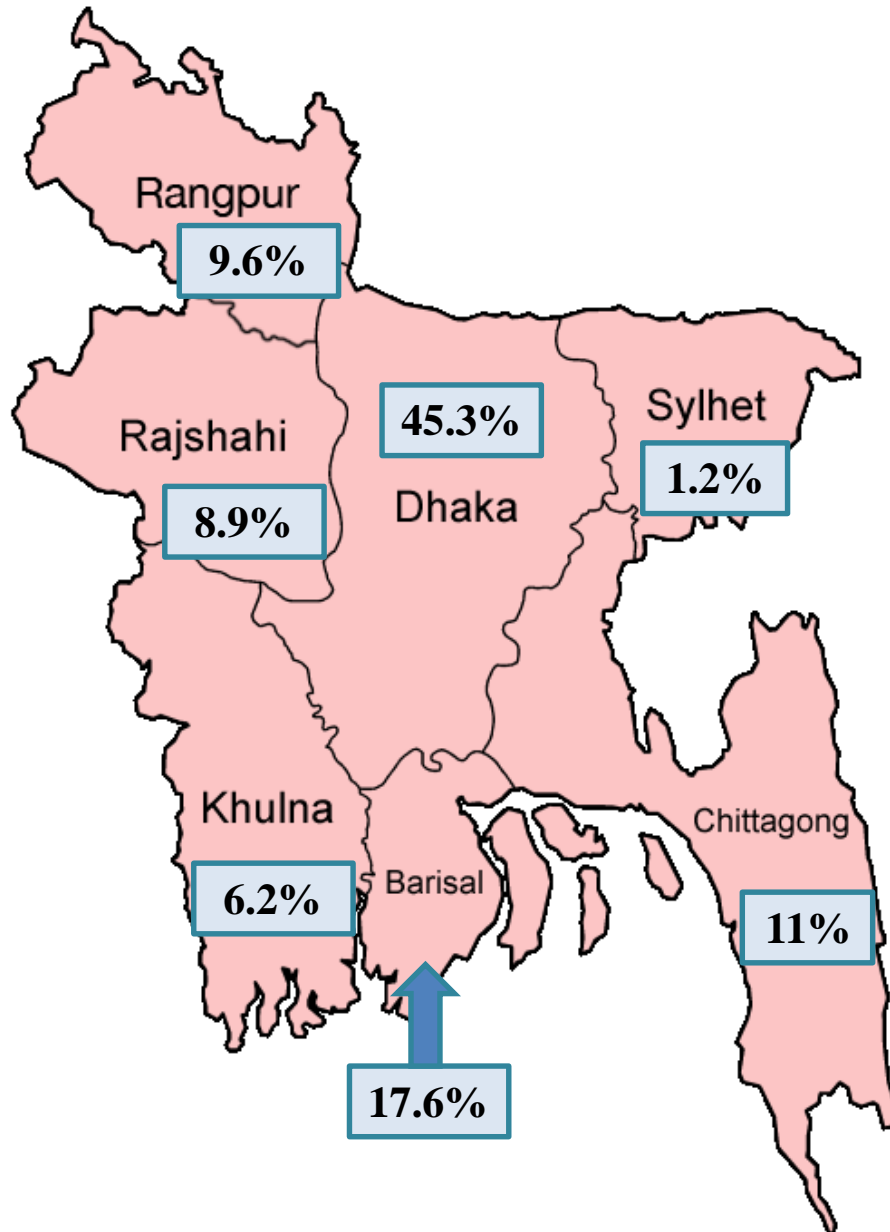 Rangpur
9.6%
45.3%
Sylhet
Rajshahi
1.2%
Dhaka
8.9%
Khulna
Chittagong
Barisal
6.2%
11%
17.6%